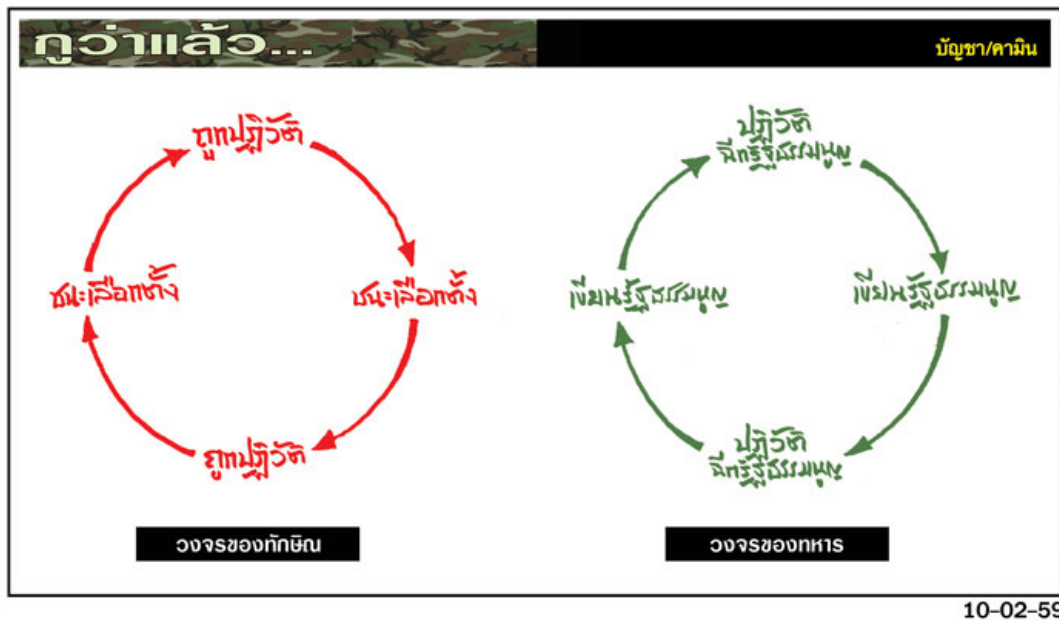 กูว่าแล้ว...
บัญชา/คามิน
ถูกปฏิวัติ
ชนะเลือกตั้ง
ชนะเลือกตั้ง
ถูกปฏิวัติ
วงจรของทักษิณ
ปฏิวัติ
ฉีกรัฐธรรมนูญ
เขียนรัฐธรรมนูญ
เขียนรัฐธรรมนูญ
ปฏิวัติ
ฉีกรัฐธรรมนูญ
วงจรของทหาร
10-02-59